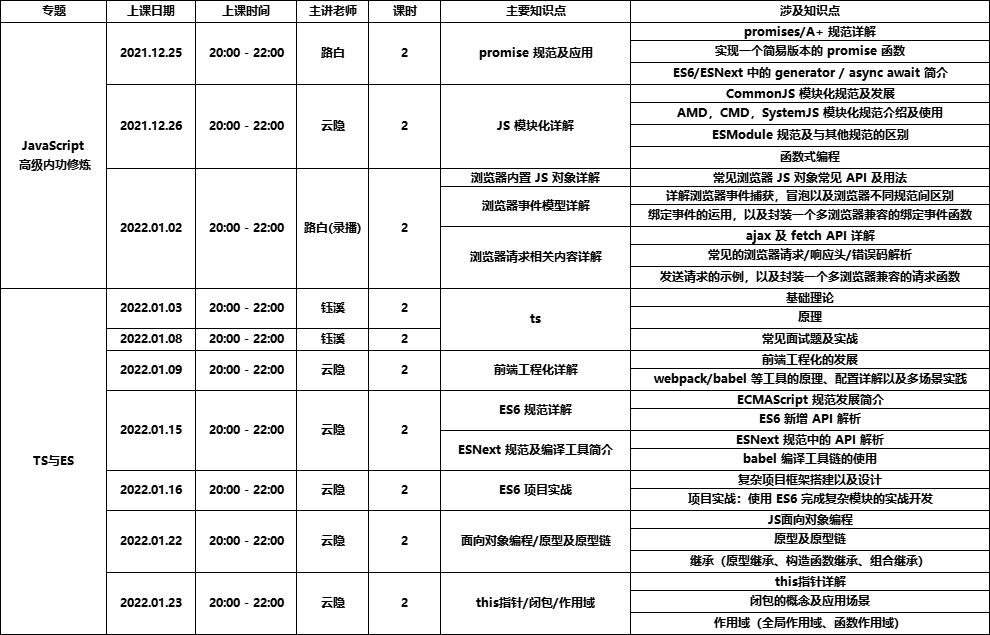 专题 上课日期 上课时间 主讲老师 课时 主要知识点 涉及知识点
JavaScript
高级内功修炼
2021.12.25 20:00 - 22:00 路白 2 promise 规范及应用
promises/A+ 规范详解
实现一个简易版本的 promise 函数
ES6/ESNext 中的 generator / async await 简介
2021.12.26 20:00 - 22:00 云隐 2 JS 模块化详解
CommonJS 模块化规范及发展
AMD，CMD，SystemJS 模块化规范介绍及使用
ESModule 规范及与其他规范的区别
函数式编程
2022.01.02 20:00 - 22:00 路白(录播) 2
浏览器内置 JS 对象详解 常见浏览器 JS 对象常见 API 及用法
浏览器事件模型详解
详解浏览器事件捕获，冒泡以及浏览器不同规范间区别
绑定事件的运用，以及封装一个多浏览器兼容的绑定事件函数
浏览器请求相关内容详解
ajax 及 fetch API 详解
常见的浏览器请求/响应头/错误码解析
发送请求的示例，以及封装一个多浏览器兼容的请求函数
TS与ES
2022.01.03 20:00 - 22:00 钰溪 2 ts
基础理论
原理
2022.01.08 20:00 - 22:00 钰溪 2 常见面试题及实战
2022.01.09 20:00 - 22:00 云隐 2 前端工程化详解
前端工程化的发展
webpack/babel 等工具的原理、配置详解以及多场景实践
2022.01.15 20:00 - 22:00 云隐 2
ES6 规范详解
ECMAScript 规范发展简介
ES6 新增 API 解析
ESNext 规范及编译工具简介
ESNext 规范中的 API 解析
babel 编译工具链的使用
2022.01.16 20:00 - 22:00 云隐 2 ES6 项目实战
复杂项目框架搭建以及设计
项目实战：使用 ES6 完成复杂模块的实战开发
2022.01.22 20:00 - 22:00 云隐 2 面向对象编程/原型及原型链
JS面向对象编程
原型及原型链
继承（原型继承、构造函数继承、组合继承）
2022.01.23 20:00 - 22:00 云隐 2 this指针/闭包/作用域
this指针详解
闭包的概念及应用场景
作用域（全局作用域、函数作用域）